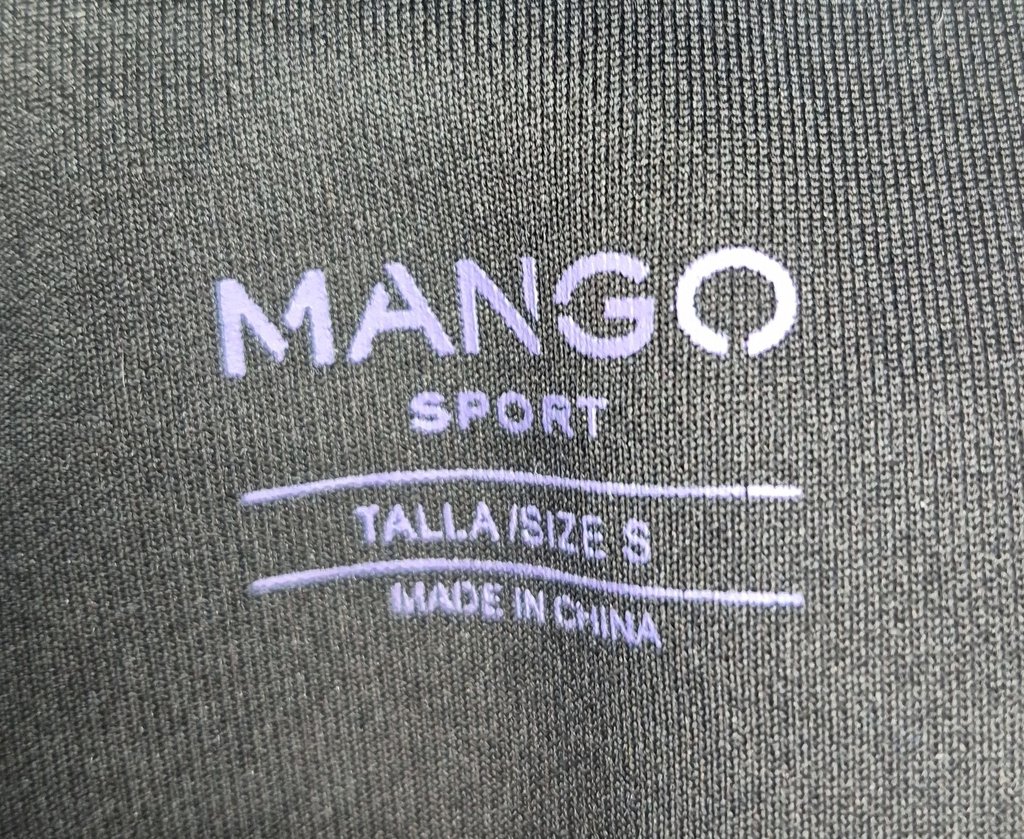 MANGO
SPORT
TALLA/SIZE S
MADE IN CHINA